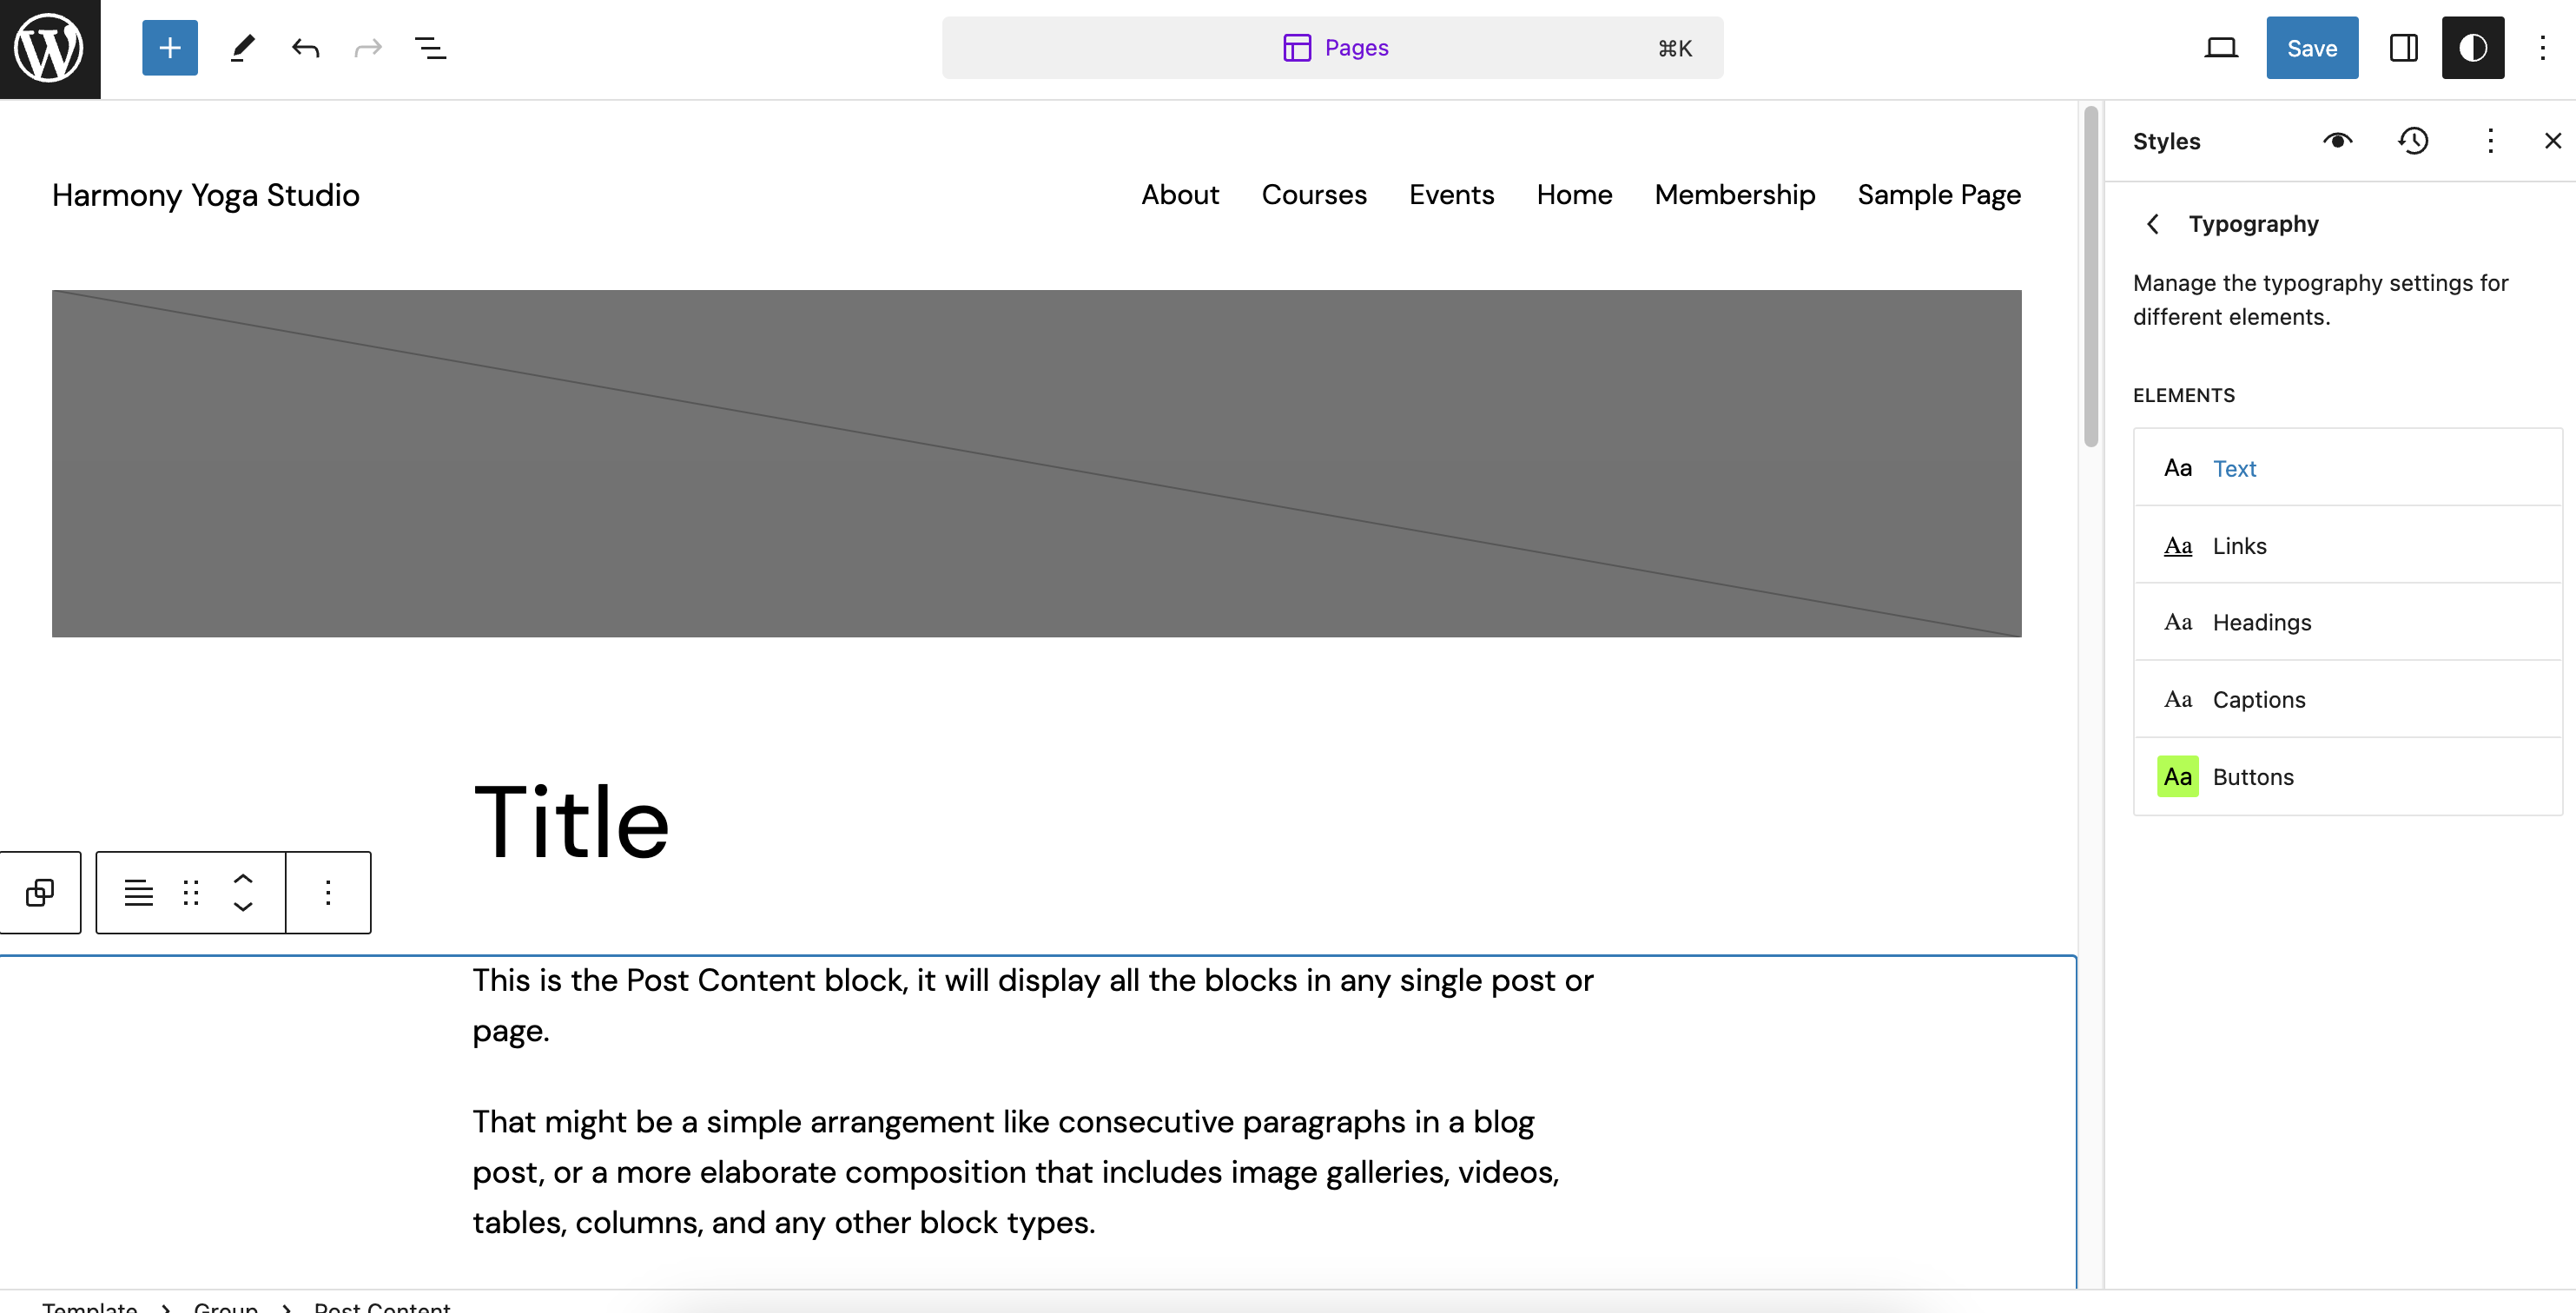 Pages
⌘K
Save
Harmony Yoga Studio
About Courses Events Home Membership Sample Page
Title
This is the Post Content block, it will display all the blocks in any single post or
page.
That might be a simple arrangement like consecutive paragraphs in a blog
post, or a more elaborate composition that includes image galleries, videos,
tables, columns, and any other block types.
Template > Group > Post Content
Styles
Typography
Manage the typography settings for
different elements.
ELEMENTS
Aa Text
Aa Links
Aa Headings
Aa Captions
Aa Buttons